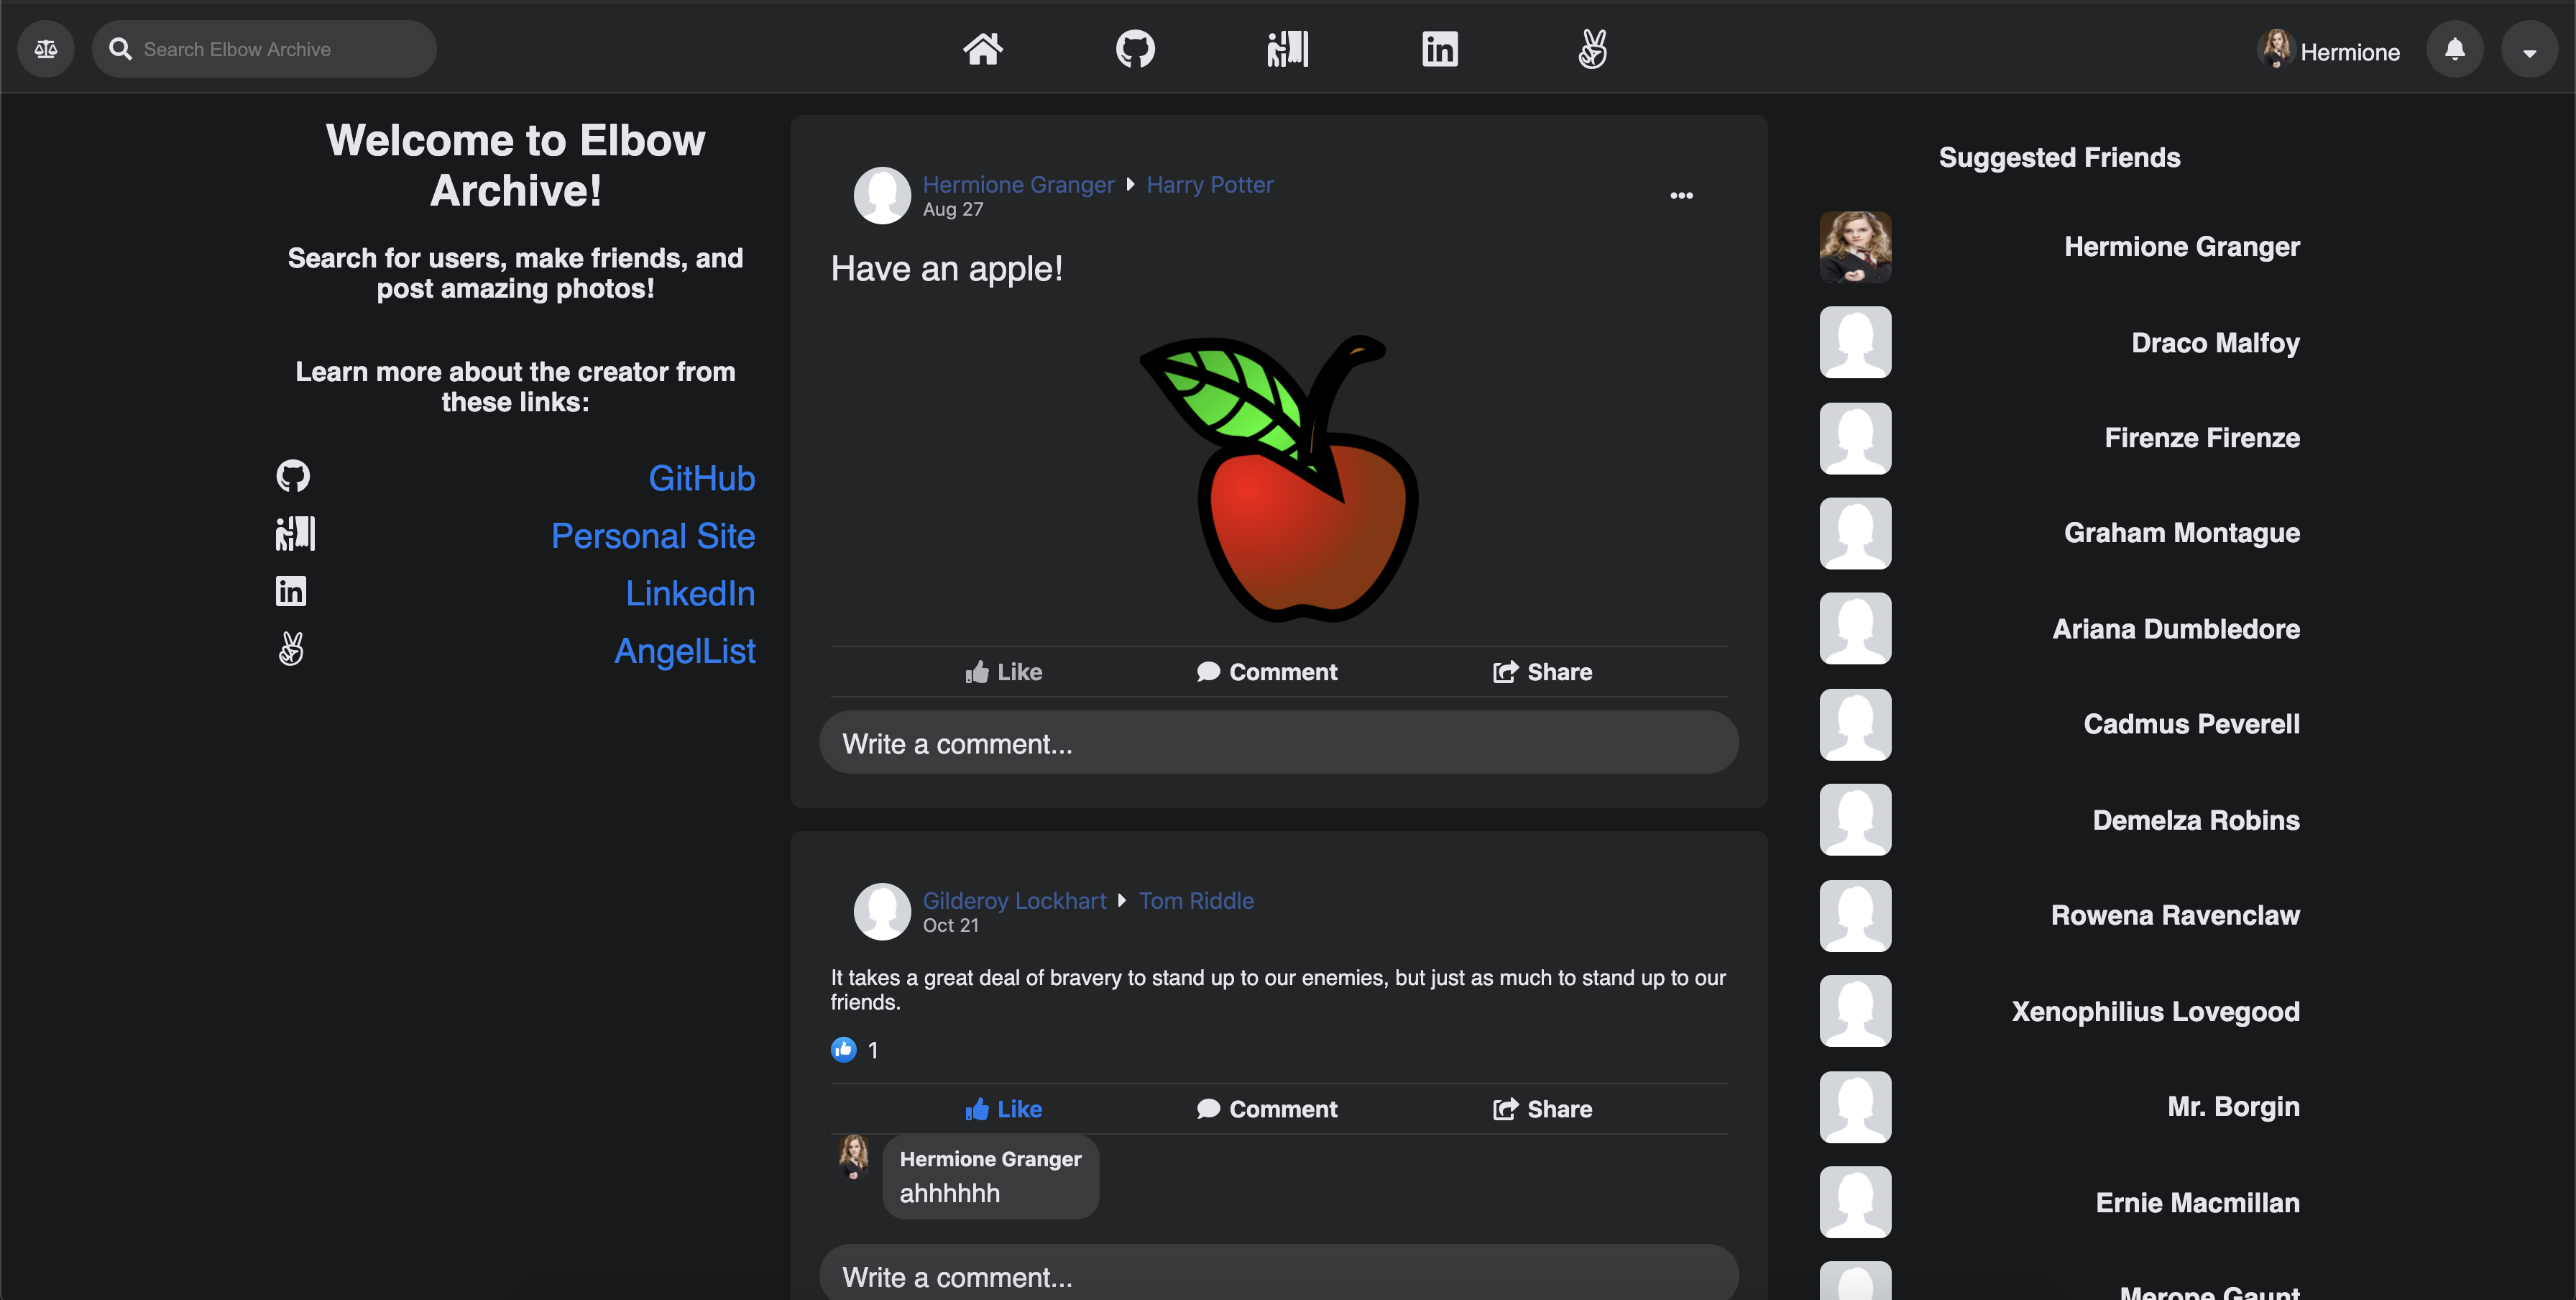 Search Elbow Archive
Hermione
Welcome to Elbow
Archive!
Search for users, make friends, and
post amazing photos!
Learn more about the creator from
these links:
GitHub
Personal Site
in
LinkedIn
AngelList
Hermione Granger Harry Potter
Aug 27
Have an apple!
Like Comment Share
Write a comment...
Gilderoy Lockhart Tom Riddle
Oct 21
It takes a great deal of bravery to stand up to our enemies, but just as much to stand up to our
friends.
1
Like Comment Share
Hermione Granger
ahhhhhh
Write a comment...
Suggested Friends
Hermione Granger
Draco Malfoy
Firenze Firenze
Graham Montague
Ariana Dumbledore
Cadmus Peverell
Demelza Robins
Rowena Ravenclaw
Xenophilius Lovegood
Mr. Borgin
Ernie Macmillan
Merope Gaunt